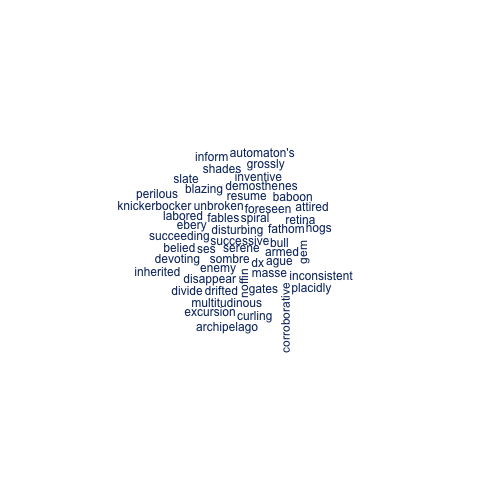 automaton's
inform
grossly
shades
inventive
slate
demosthenes
blazing
perilous
resume
baboon
knickerbocker
unbroken
foreseen
attired
labored
fables
spiral
retina
ebery
fathom
hogs
disturbing
succeeding
successive
bull
belied
ses
serene
armed
gem
devoting
sombre
dx
ague
enemy
inherited
masse
inconsistent
disappear
divide
drifted
gates
placidly
multitudinous
excursion
curling
corroborative
archipelago